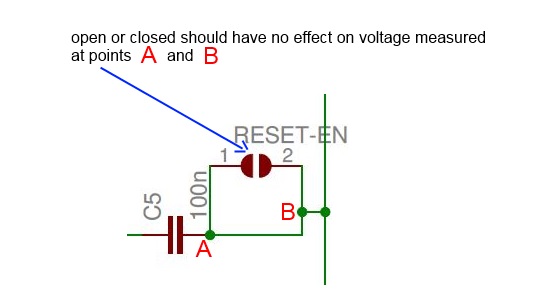 open or closed should have no effect on voltage measured
at points A and B
RESET-EN
1 2
C5
100n
B
A